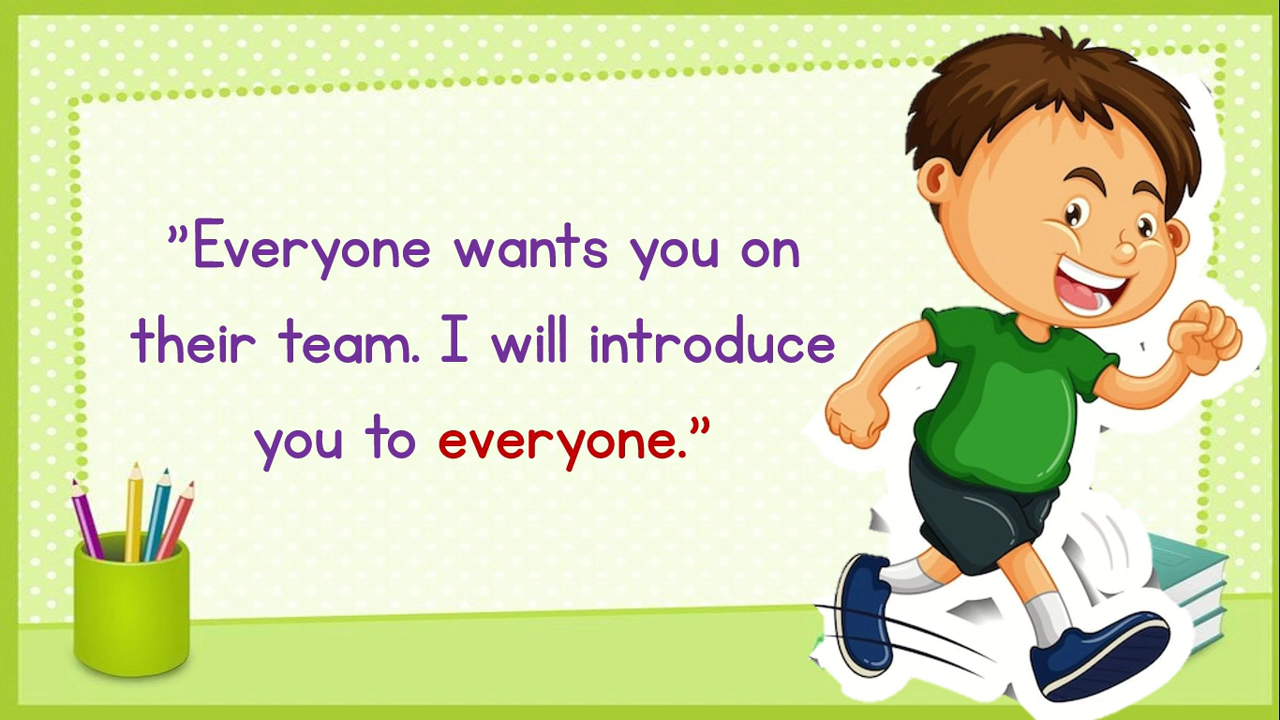 ”Everyone wants you on
their team. I will introduce
you to everyone.”